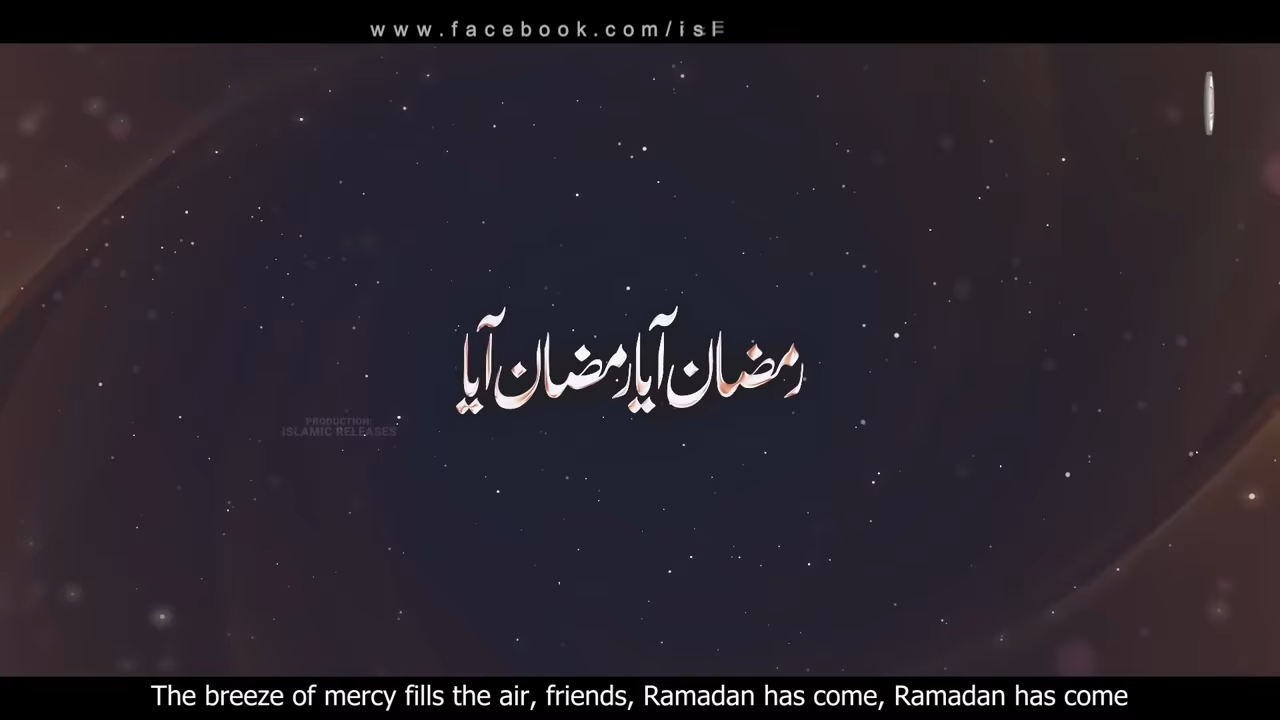 www.facebook.com/isl
رمضان آیا رمضان آیا
PRODUCTION:
ISLAMIC RELEASES
The breeze of mercy fills the air, friends, Ramadan has come, Ramadan has come